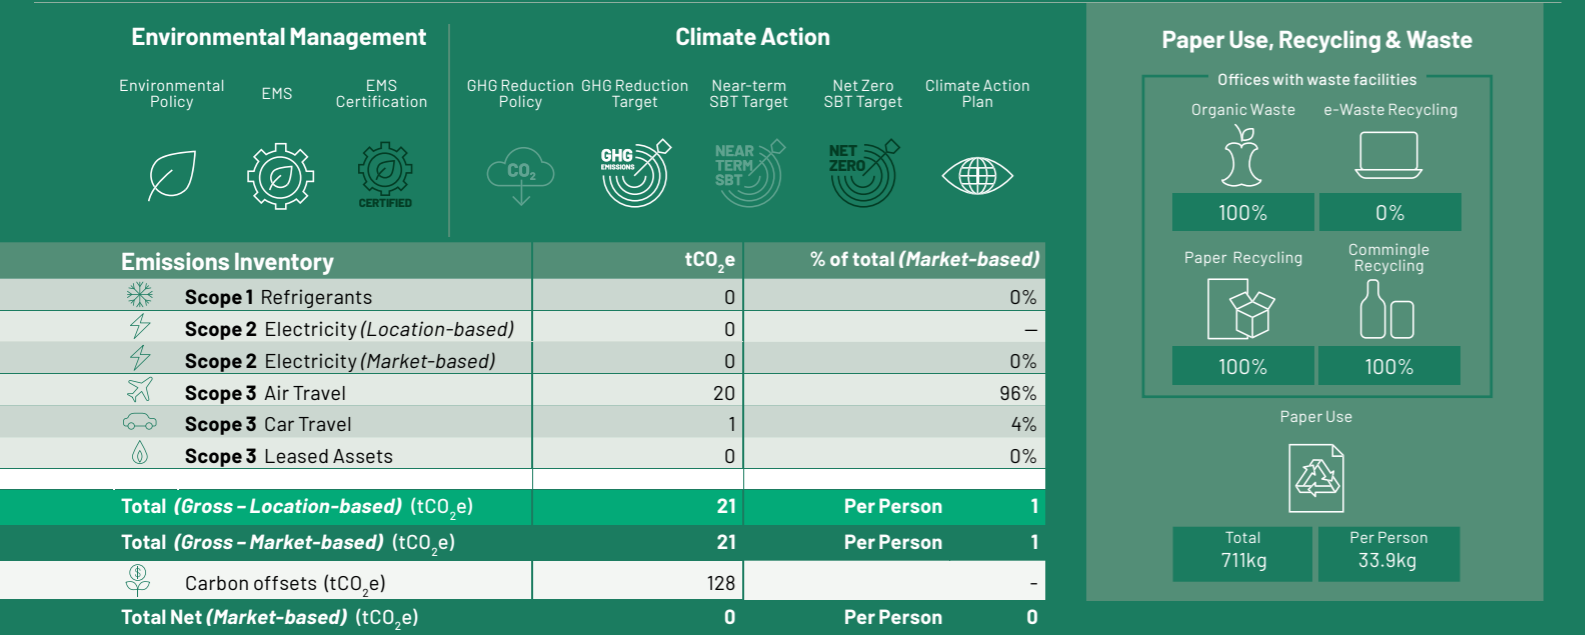 Environmental Management
Environmental
Policy
EMS
EMS
Certification
CERTIFIED
Climate Action
GHG Reduction
Policy
GHG Reduction
Target
Near-term
SBT Target
Net Zero
SBT Target
Climate Action
Plan
CO2
GHG
EMISSIONS
NEAR
TERM
SBT
NET
ZERO
Emissions Inventory tCO2e % of total (Market-based)
Scope 1 Refrigerants 0 0%
Scope 2 Electricity (Location-based) 0 –
Scope 2 Electricity (Market-based) 0 0%
Scope 3 Air Travel 20 96%
Scope 3 Car Travel 1 4%
Scope 3 Leased Assets 0 0%
Total (Gross – Location-based) (tCO2e) 21 Per Person 1
Total (Gross – Market-based) (tCO2e) 21 Per Person 1
$
Carbon offsets (tCO2e) 128 -
Total Net (Market-based) (tCO2e) 0 Per Person 0
Paper Use, Recycling & Waste
Offices with waste facilities
Organic Waste e-Waste Recycling
100% 0%
Paper Recycling
Commingle
Recycling
100% 100%
Paper Use
Total
711kg
Per Person
33.9kg